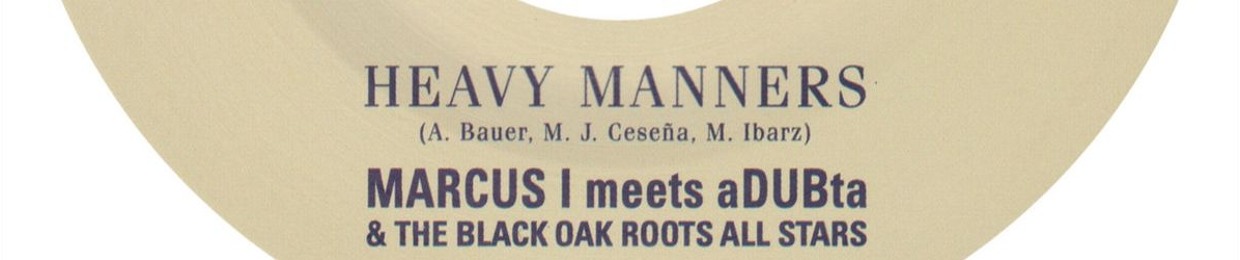 HEAVY MANNERS
(A. Bauer, M. J. Ceseña, M. Ibarz)
MARCUS I meets aDUBta
& THE BLACK OAK ROOTS ALL STARS